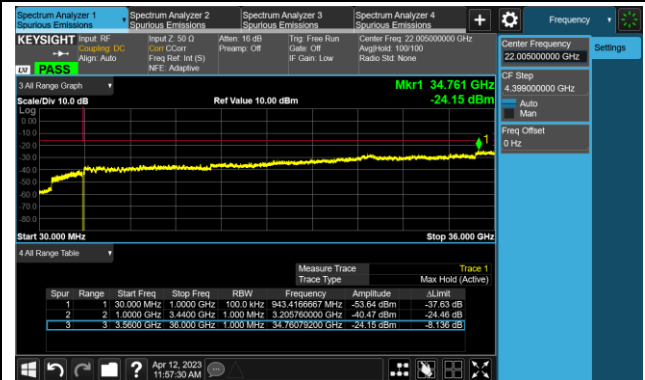 Spectrum Analyzer 1
Spurious Emissions
Spectrum Analyzer 2
Spurious Emissions
Spectrum Analyzer 3
Spurious Emissions
Spectrum Analyzer 4
Spurious Emissions
+
Frequency
KEYSIGHT
LXI
PASS
Input: RF
Coupling: DC
Align: Auto
Input Z: 50 Ω
Corr CCorr
Freq Ref: Int (S)
NFE: Adaptive
Atten: 16 dB
Preamp: Off
Trig: Free Run
Gate: Off
IF Gain: Low
Center Freq: 22.005000000 GHz
Avg|Hold: 100/100
Radio Std: None
Center Frequency
22.005000000 GHz
Settings
CF Step
4.399000000 GHz
Auto
Man
Freq Offset
0 Hz
3 All Range Graph
Mkr1 34.761 GHz
Scale/Div 10.0 dB
Ref Value 10.00 dBm
-24.15 dBm
Log
0.00
-10.0
-20.0
-30.0
-40.0
-50.0
-60.0
-70.0
-80.0
1
Start 30.000 MHz
Stop 36.000 GHz
4 All Range Table
Measure Trace Trace 1
Trace Type Max Hold (Active)
Spur Range Start Freq Stop Freq RBW Frequency Amplitude ΔLimit
1 1 30.000 MHz 1.0000 GHz 100.0 kHz 943.4166667 MHz -53.64 dBm -37.63 dB
2 2 1.0000 GHz 3.4400 GHz 1.000 MHz 3.205760000 GHz -40.47 dBm -24.46 dB
3 3 3.5600 GHz 36.000 GHz 1.000 MHz 34.76079200 GHz -24.15 dBm -8.136 dB
?
Apr 12, 2023
11:57:30 AM